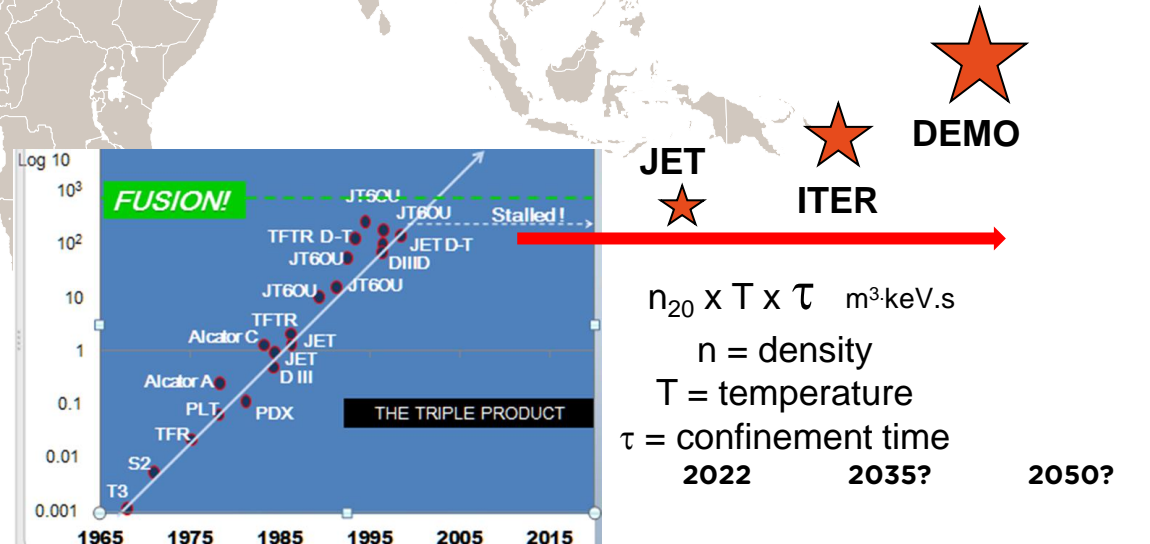 DEMO
JET
ITER
Log 10
10³
FUSION!
JT6OU
JT6OU
Stalled !
10²
TFTR D-T
JET D-T
JT6OU
DIIID
JT6OU
JT6OU
10
TFTR
Alcator C
JET
1
JET
D III
Alcator A
0.1
PLT
PDX
THE TRIPLE PRODUCT
TFR
0.01
S2
T3
0.001
1965 1975 1985 1995 2005 2015
n₂₀ x T x τ m³·keV.s
n = density
T = temperature
τ = confinement time
2022 2035? 2050?